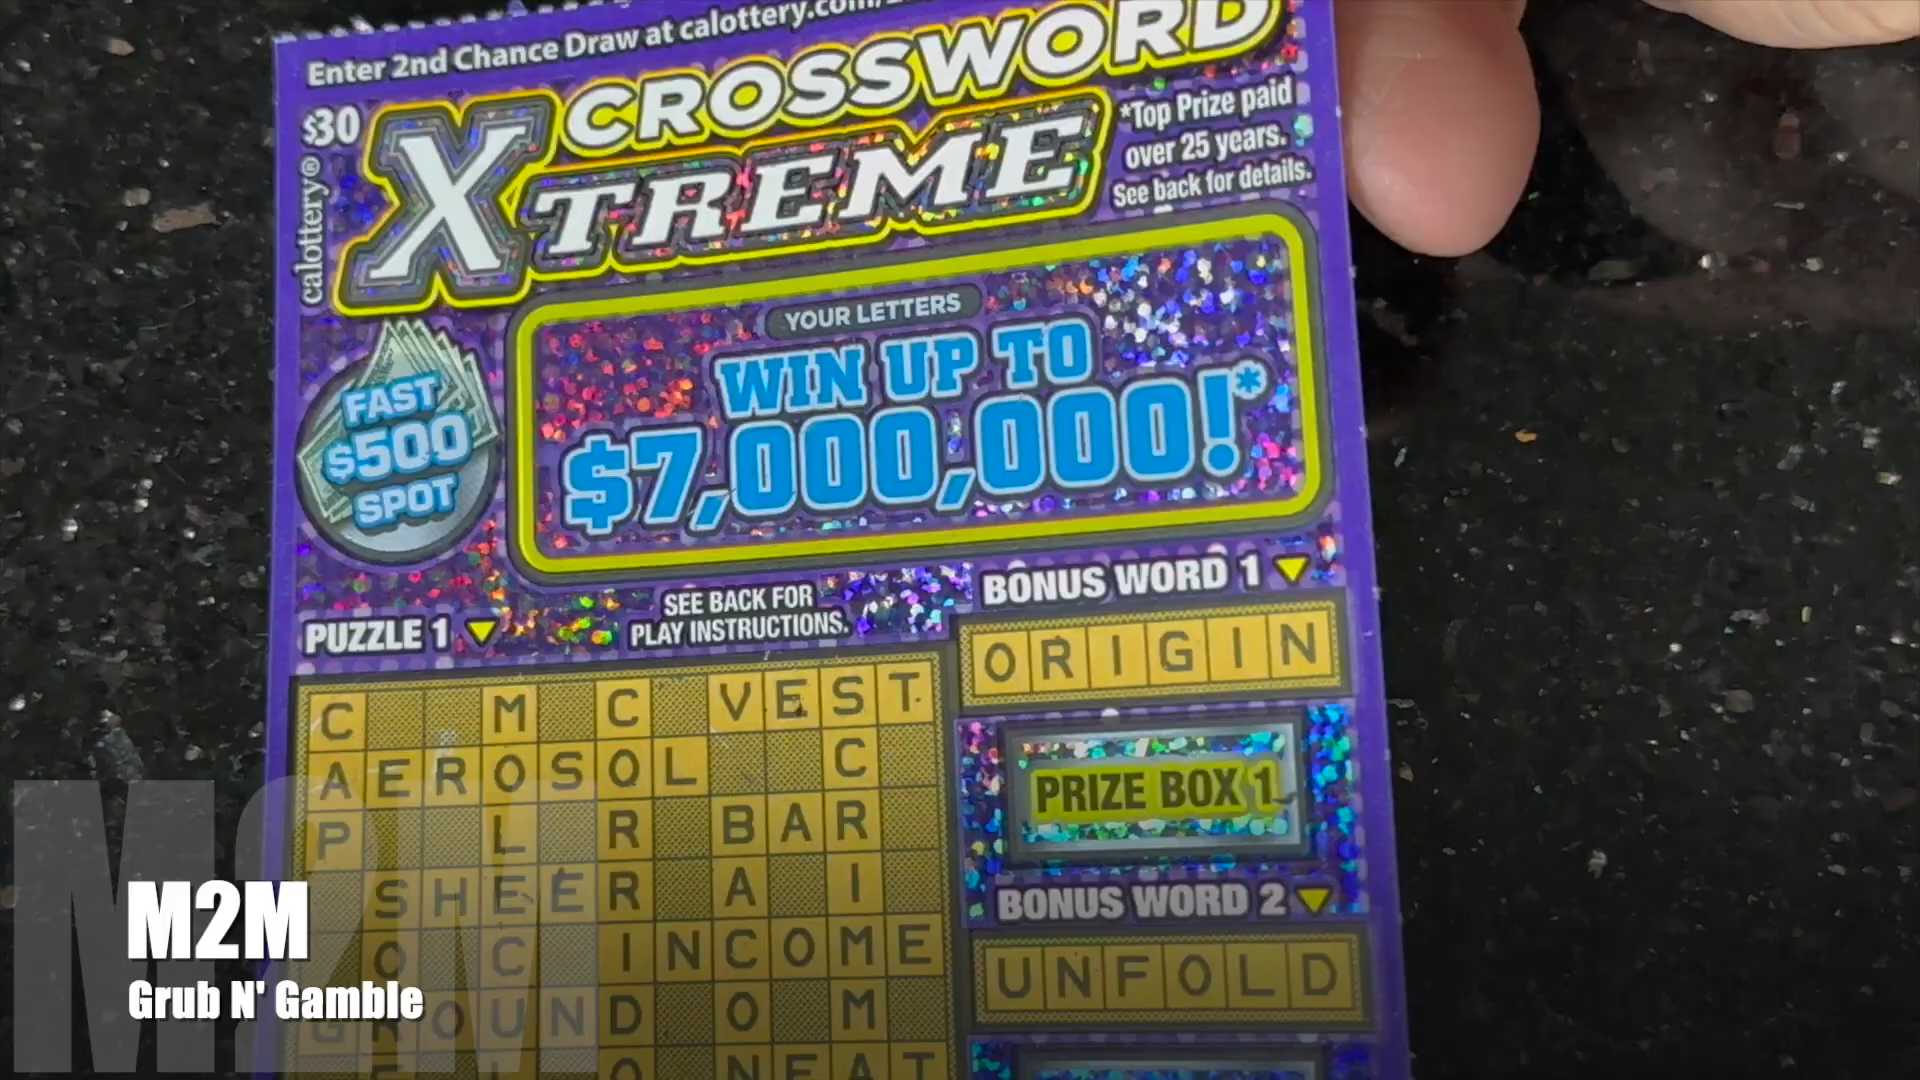 Enter 2nd Chance Draw at calottery.com/
$30
CROSSWORD
XTREME
calottery®
*Top Prize paid
over 25 years.
See back for details.
YOUR LETTERS
WIN UP TO
$7,000,000!*
FAST
$500
SPOT
PUZZLE 1
SEE BACK FOR
PLAY INSTRUCTIONS.
BONUS WORD 1
ORIGIN
C M C VEST
AEROSOL C
P L R BAR
SHEER A I
O C INCOME
GROUND O M
NEAT
PRIZE BOX 1
BONUS WORD 2
UNFOLD
M2M
M2M
Grub N' Gamble